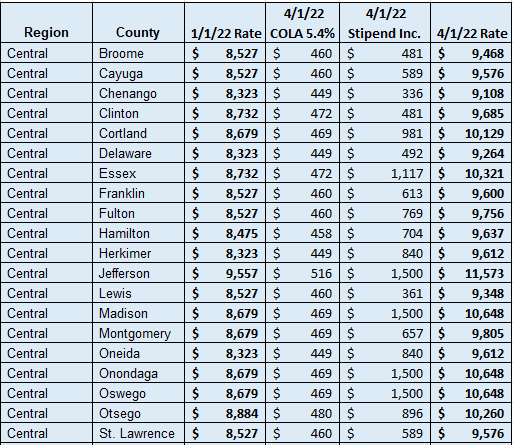 4/1/22 4/1/22
Region County 1/1/22 Rate COLA 5.4% Stipend Inc. 4/1/22 Rate
Central Broome $ 8,527 $ 460 $ 481 $ 9,468
Central Cayuga $ 8,527 $ 460 $ 589 $ 9,576
Central Chenango $ 8,323 $ 449 $ 336 $ 9,108
Central Clinton $ 8,732 $ 472 $ 481 $ 9,685
Central Cortland $ 8,679 $ 469 $ 981 $ 10,129
Central Delaware $ 8,323 $ 449 $ 492 $ 9,264
Central Essex $ 8,732 $ 472 $ 1,117 $ 10,321
Central Franklin $ 8,527 $ 460 $ 613 $ 9,600
Central Fulton $ 8,527 $ 460 $ 769 $ 9,756
Central Hamilton $ 8,475 $ 458 $ 704 $ 9,637
Central Herkimer $ 8,323 $ 449 $ 840 $ 9,612
Central Jefferson $ 9,557 $ 516 $ 1,500 $ 11,573
Central Lewis $ 8,527 $ 460 $ 361 $ 9,348
Central Madison $ 8,679 $ 469 $ 1,500 $ 10,648
Central Montgomery $ 8,679 $ 469 $ 657 $ 9,805
Central Oneida $ 8,323 $ 449 $ 840 $ 9,612
Central Onondaga $ 8,679 $ 469 $ 1,500 $ 10,648
Central Oswego $ 8,679 $ 469 $ 1,500 $ 10,648
Central Otsego $ 8,884 $ 480 $ 896 $ 10,260
Central St. Lawrence $ 8,527 $ 460 $ 589 $ 9,576